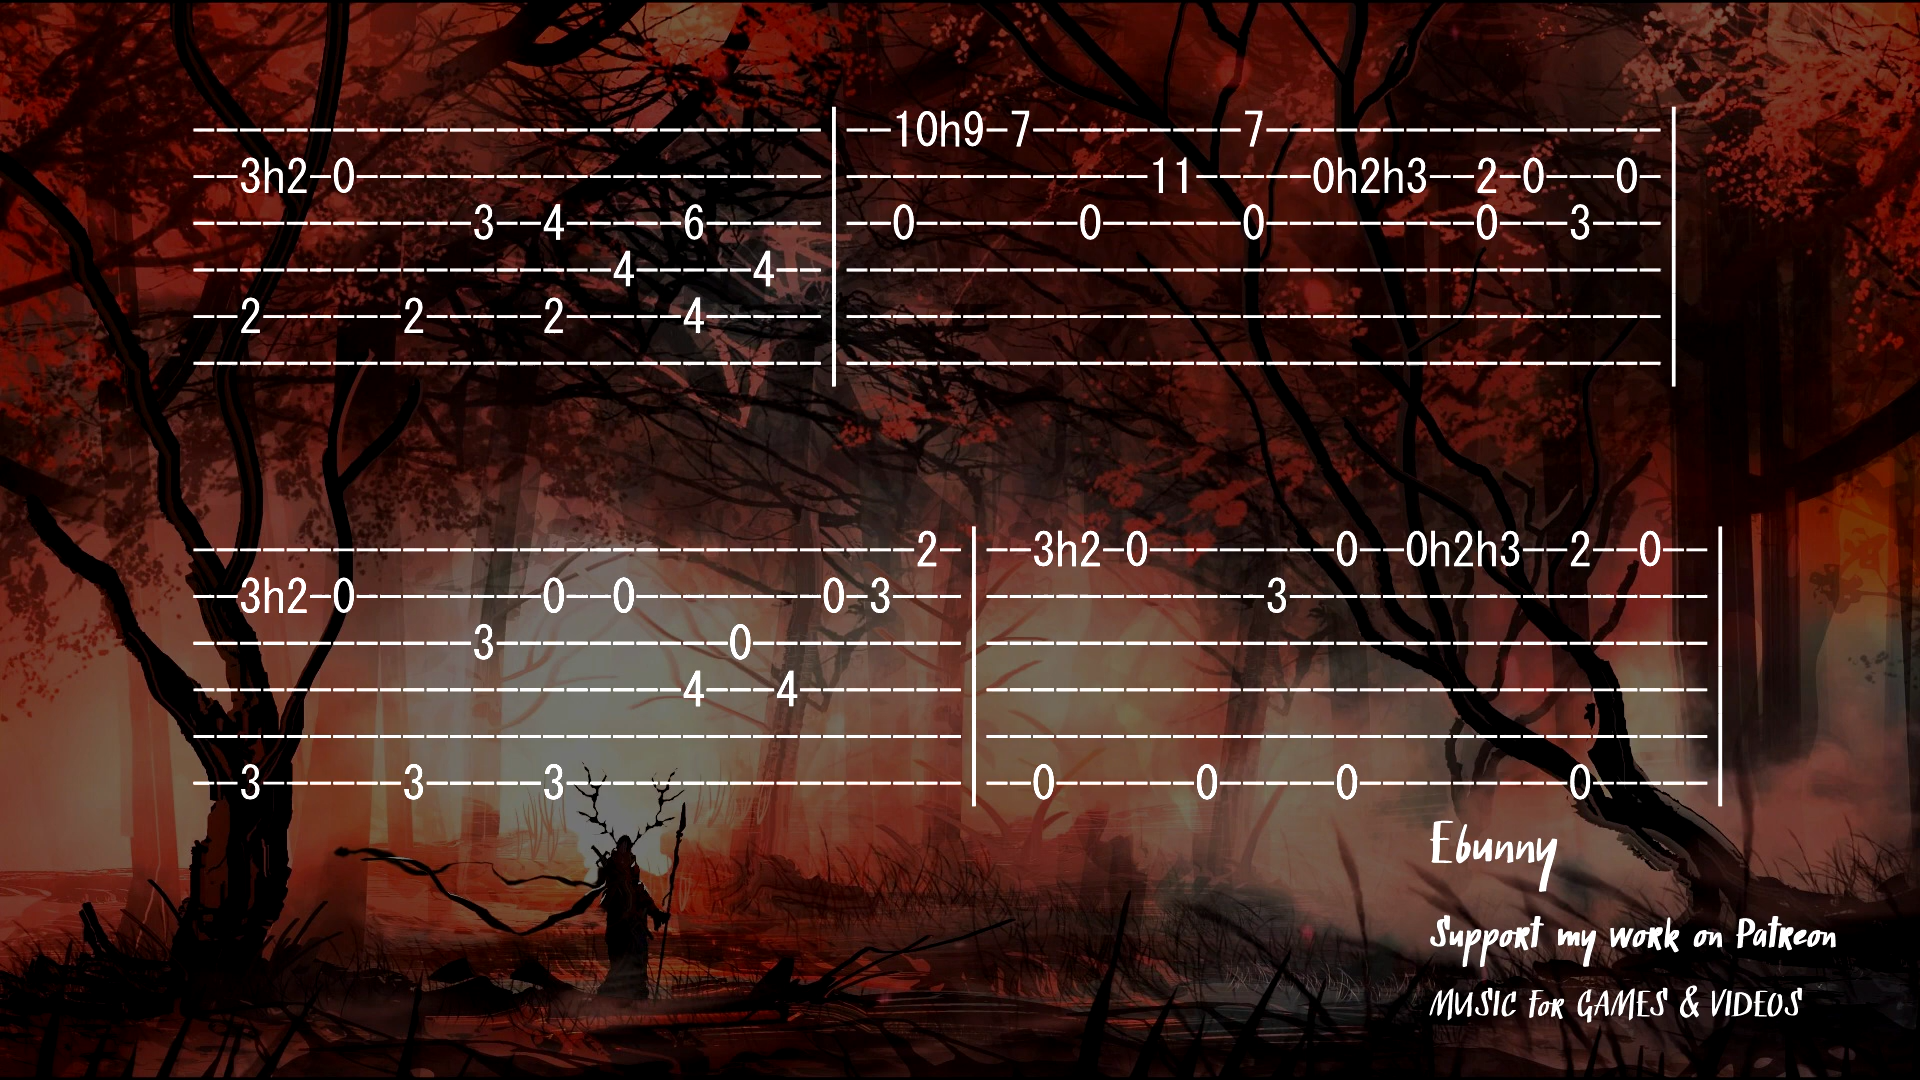 ---------------------------|--10h9-7---------7-----------------|
--3h2-0--------------------|-------------11-----0h2h3--2-0---0-|
------------3--4-----6-----|--0-------0------0---------0---3---|
------------------4-----4--|-----------------------------------|
--2------2-----2-----4-----|-----------------------------------|
---------------------------|-----------------------------------|
-------------------------------2-|--3h2-0--------0--0h2h3--2--0--|
--3h2-0--------0--0--------0-3---|------------3------------------|
------------3----------0---------|-------------------------------|
---------------------4---4-------|-------------------------------|
---------------------------------|-------------------------------|
--3------3-----3-----------------|--0------0-----0---------0-----|
Ebunny
Support my work on Patreon
MUSIC For GAMES & VIDEOS